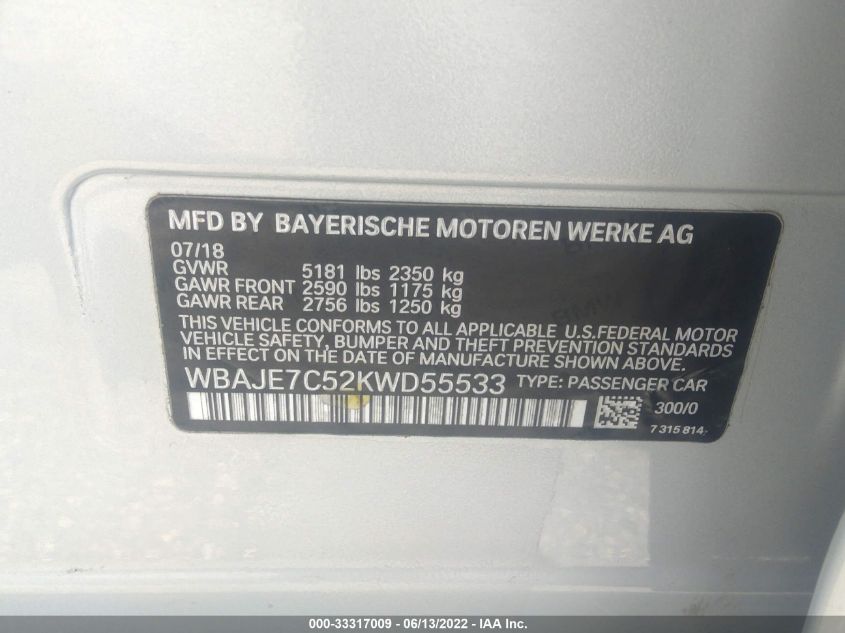 MFD BY BAYERISCHE MOTOREN WERKE AG
07/18
GVWR 5181 lbs 2350 kg
GAWR FRONT 2590 lbs 1175 kg
GAWR REAR 2756 lbs 1250 kg
THIS VEHICLE CONFORMS TO ALL APPLICABLE U.S.FEDERAL MOTOR
VEHICLE SAFETY, BUMPER AND THEFT PREVENTION STANDARDS
IN EFFECT ON THE DATE OF MANUFACTURE SHOWN ABOVE.
WBAJE7C52KWD55533 TYPE: PASSENGER CAR
300/0
7 315 814-
000-33317009 - 06/13/2022 - IAA Inc.